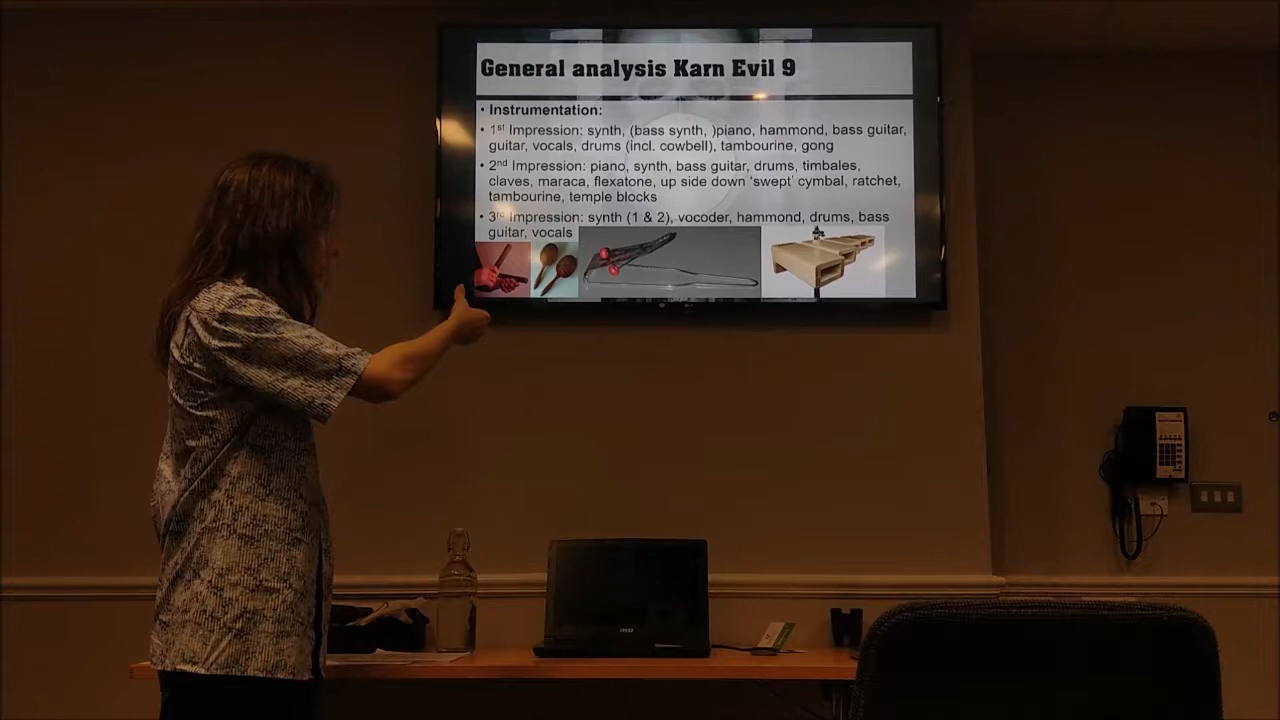 General analysis Karn Evil 9
• Instrumentation:
• 1st Impression: synth, (bass synth, )piano, hammond, bass guitar,
guitar, vocals, drums (incl. cowbell), tambourine, gong
• 2nd Impression: piano, synth, bass guitar, drums, timbales,
claves, maraca, flexatone, up side down ‘swept’ cymbal, ratchet,
tambourine, temple blocks
• 3rd Impression: synth (1 & 2), vocoder, hammond, drums, bass
guitar, vocals
msi